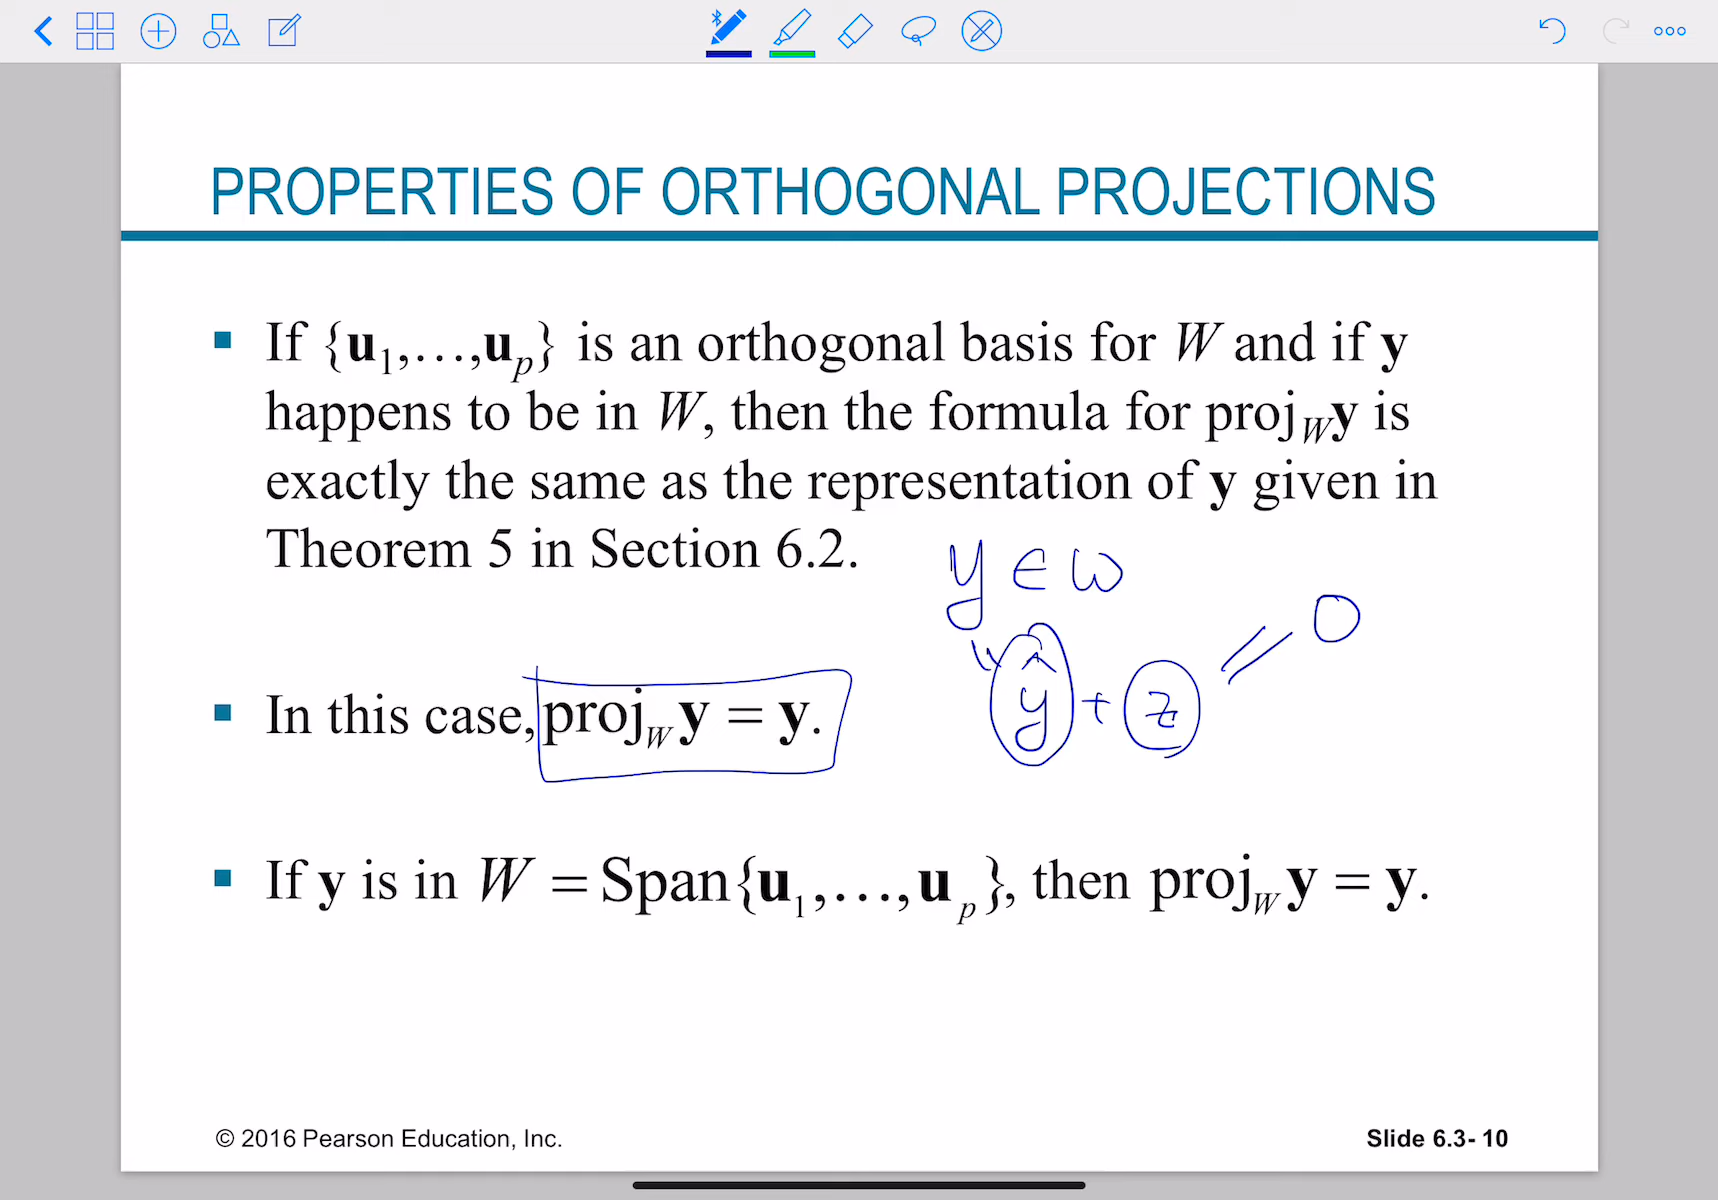 PROPERTIES OF ORTHOGONAL PROJECTIONS
▪ If {u₁,…,uₚ} is an orthogonal basis for W and if y
happens to be in W, then the formula for proj_W y is
exactly the same as the representation of y given in
Theorem 5 in Section 6.2.
y ∈ W
ŷ + z = 0
▪ In this case, proj_W y = y.
▪ If y is in W = Span{u₁,…,uₚ}, then proj_W y = y.
© 2016 Pearson Education, Inc.
Slide 6.3- 10